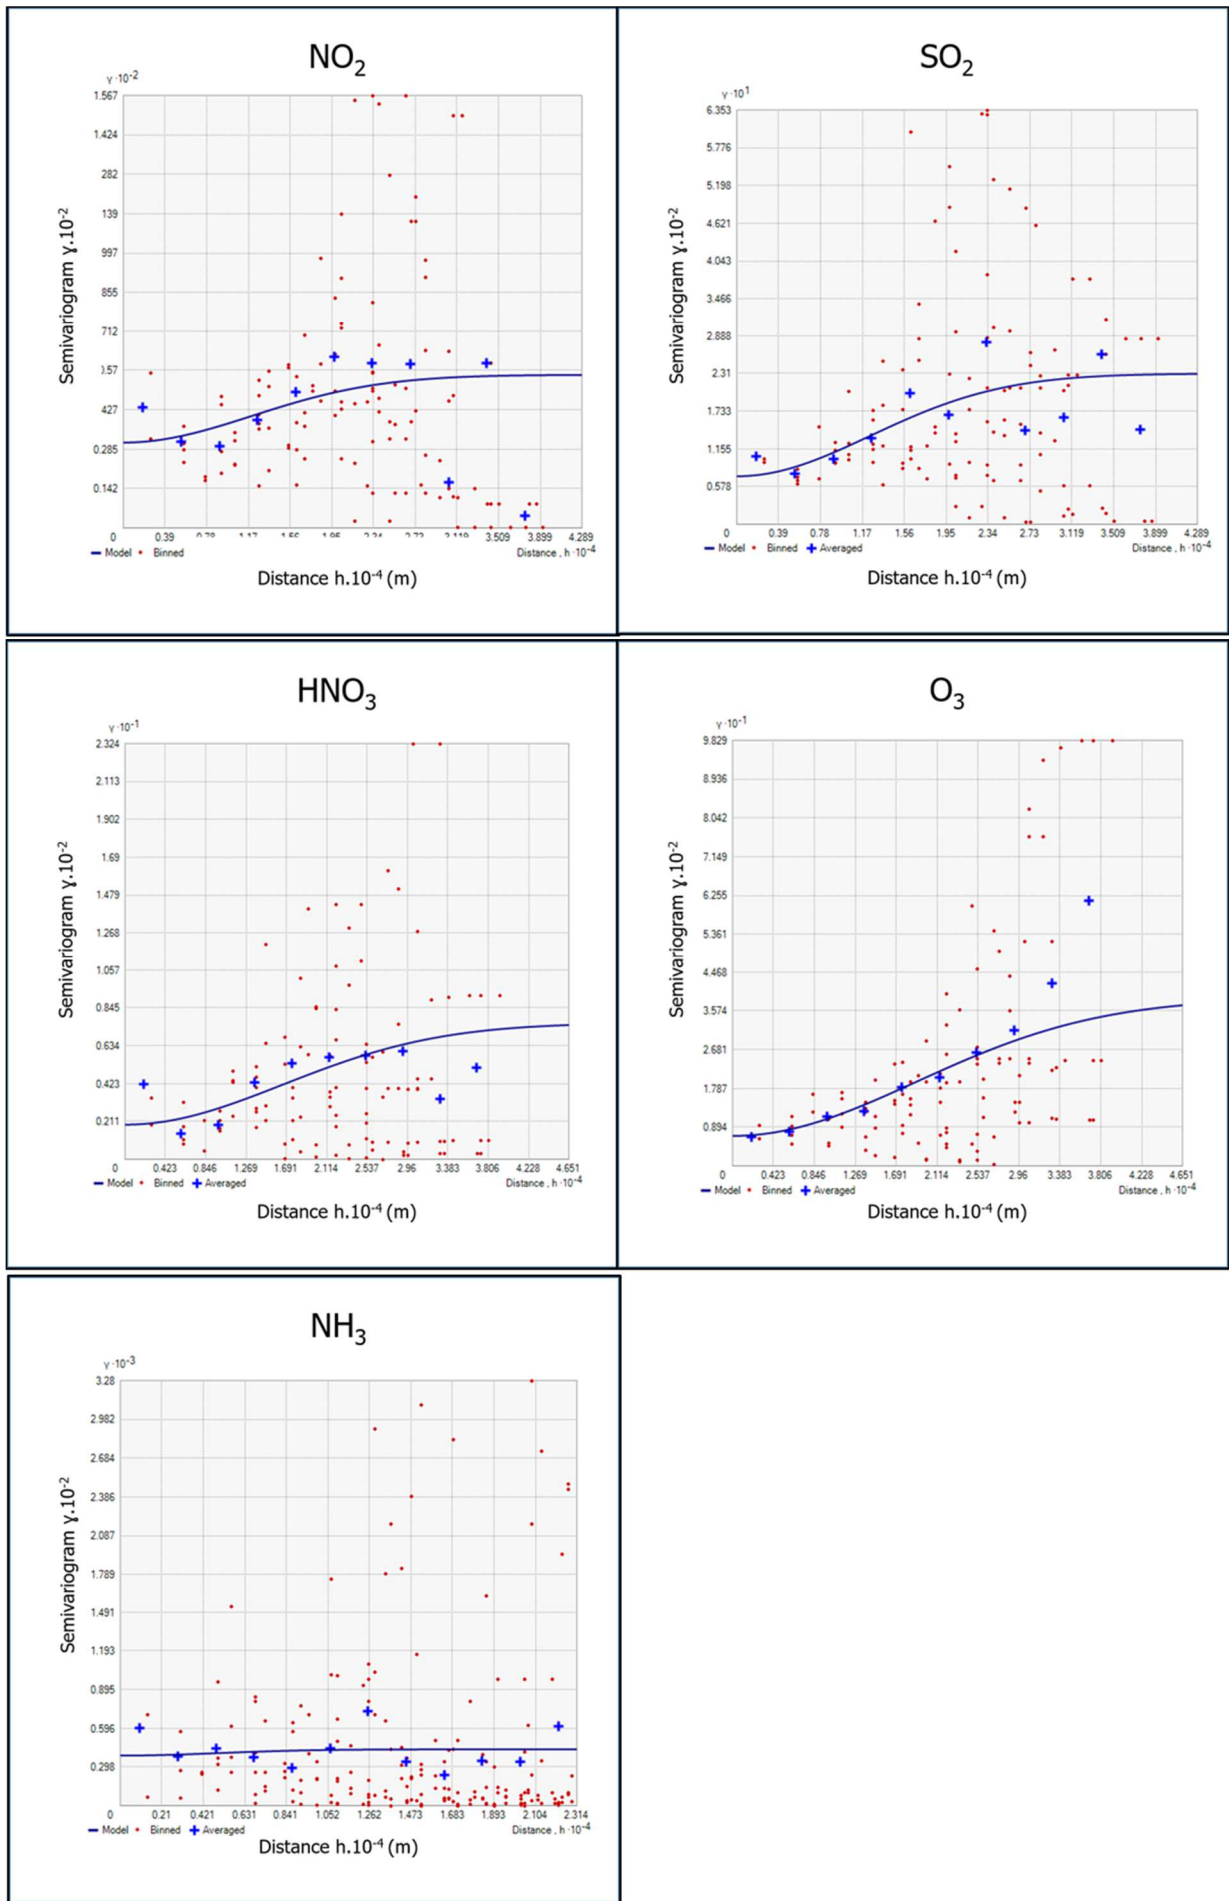 NO₂
γ ·10⁻²
1.567
1.424
282
139
997
855
712
1.57
427
0.285
0.142
Semivariogram ɣ.10⁻²
0 0.39 0.78 1.17 1.56 1.95 2.34 2.73 3.119 3.509 3.899 4.289
Model Binned Distance , h ·10⁻⁴
Distance h.10⁻⁴ (m)
SO₂
γ ·10¹
6.353
5.776
5.198
4.621
4.043
3.466
2.888
2.31
1.733
1.155
0.578
Semivariogram ɣ.10⁻²
0 0.39 0.78 1.17 1.56 1.95 2.34 2.73 3.119 3.509 3.899 4.289
Model Binned Averaged Distance , h ·10⁻⁴
Distance h.10⁻⁴ (m)
HNO₃
γ ·10⁻¹
2.324
2.113
1.902
1.69
1.479
1.268
1.057
0.845
0.634
0.423
0.211
Semivariogram ɣ.10⁻²
0 0.423 0.846 1.269 1.691 2.114 2.537 2.96 3.383 3.806 4.228 4.651
Model Binned Averaged Distance , h ·10⁻⁴
Distance h.10⁻⁴ (m)
O₃
γ ·10⁻¹
9.829
8.936
8.042
7.149
6.255
5.361
4.468
3.574
2.681
1.787
0.894
Semivariogram ɣ.10⁻²
0 0.423 0.846 1.269 1.691 2.114 2.537 2.96 3.383 3.806 4.228 4.651
Model Binned Averaged Distance , h ·10⁻⁴
Distance h.10⁻⁴ (m)
NH₃
γ ·10⁻³
3.28
2.982
2.684
2.386
2.087
1.789
1.491
1.193
0.895
0.596
0.298
Semivariogram ɣ.10⁻²
0 0.21 0.421 0.631 0.841 1.052 1.262 1.473 1.683 1.893 2.104 2.314
Model Binned Averaged Distance , h ·10⁻⁴
Distance h.10⁻⁴ (m)